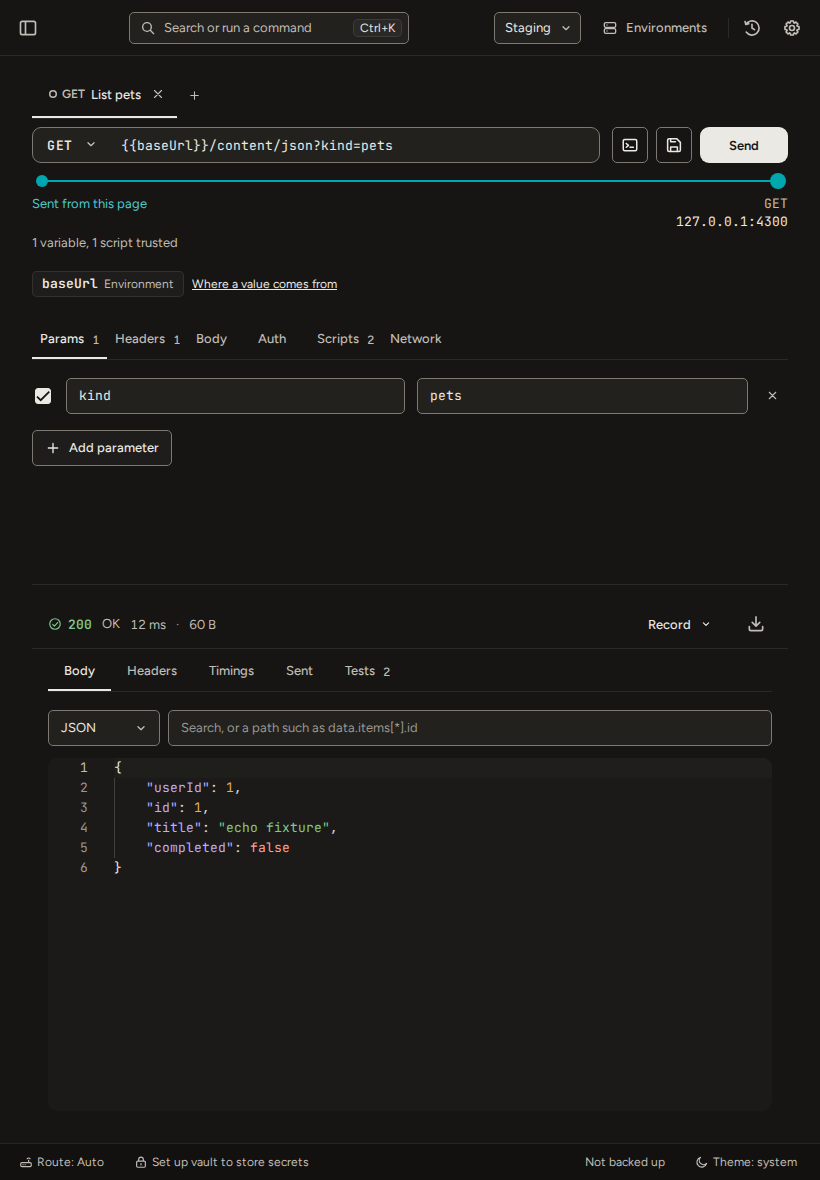 Search or run a command Ctrl+K Staging Environments
GET List pets
GET {{baseUrl}}/content/json?kind=pets Send
Sent from this page GET
127.0.0.1:4300
1 variable, 1 script trusted
baseUrl Environment Where a value comes from
Params 1 Headers 1 Body Auth Scripts 2 Network
kind pets
Add parameter
200 OK 12 ms · 60 B Record
Body Headers Timings Sent Tests 2
JSON Search, or a path such as data.items[*].id
1 {
2 "userId": 1,
3 "id": 1,
4 "title": "echo fixture",
5 "completed": false
6 }
Route: Auto Set up vault to store secrets Not backed up Theme: system